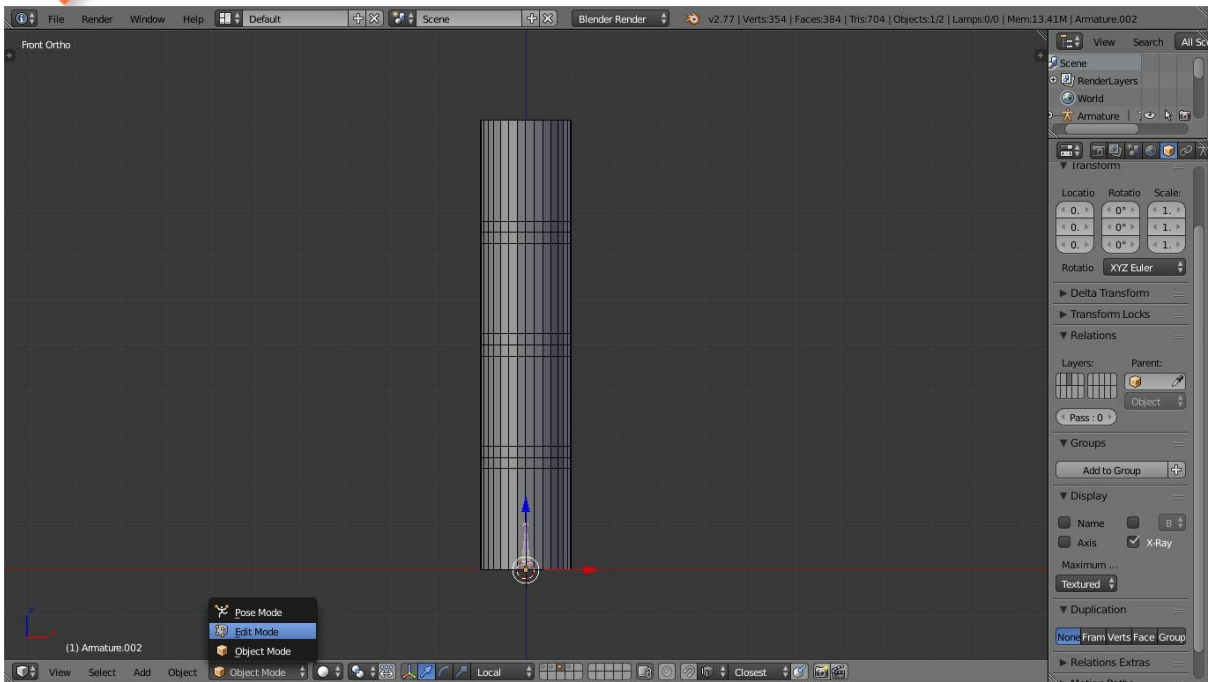 File Render Window Help Default Scene Blender Render v2.77 | Verts:354 | Faces:384 | Tris:704 | Objects:1/2 | Lamps:0/0 | Mem:13.41M | Armature.002
Front Ortho
View Search All Sc
Scene
RenderLayers
World
Armature
Transform
Locatio Rotatio Scale:
0. 0° 1.
0. 0° 1.
0. 0° 1.
Rotatio XYZ Euler
Delta Transform
Transform Locks
Relations
Layers: Parent:
Object
Pass : 0
Groups
Add to Group
Display
Name B
Axis X-Ray
Maximum ...
Textured
Duplication
None Fram Verts Face Group
Relations Extras
z
x
Pose Mode
Edit Mode
Object Mode
(1) Armature.002
View Select Add Object Object Mode Local Closest